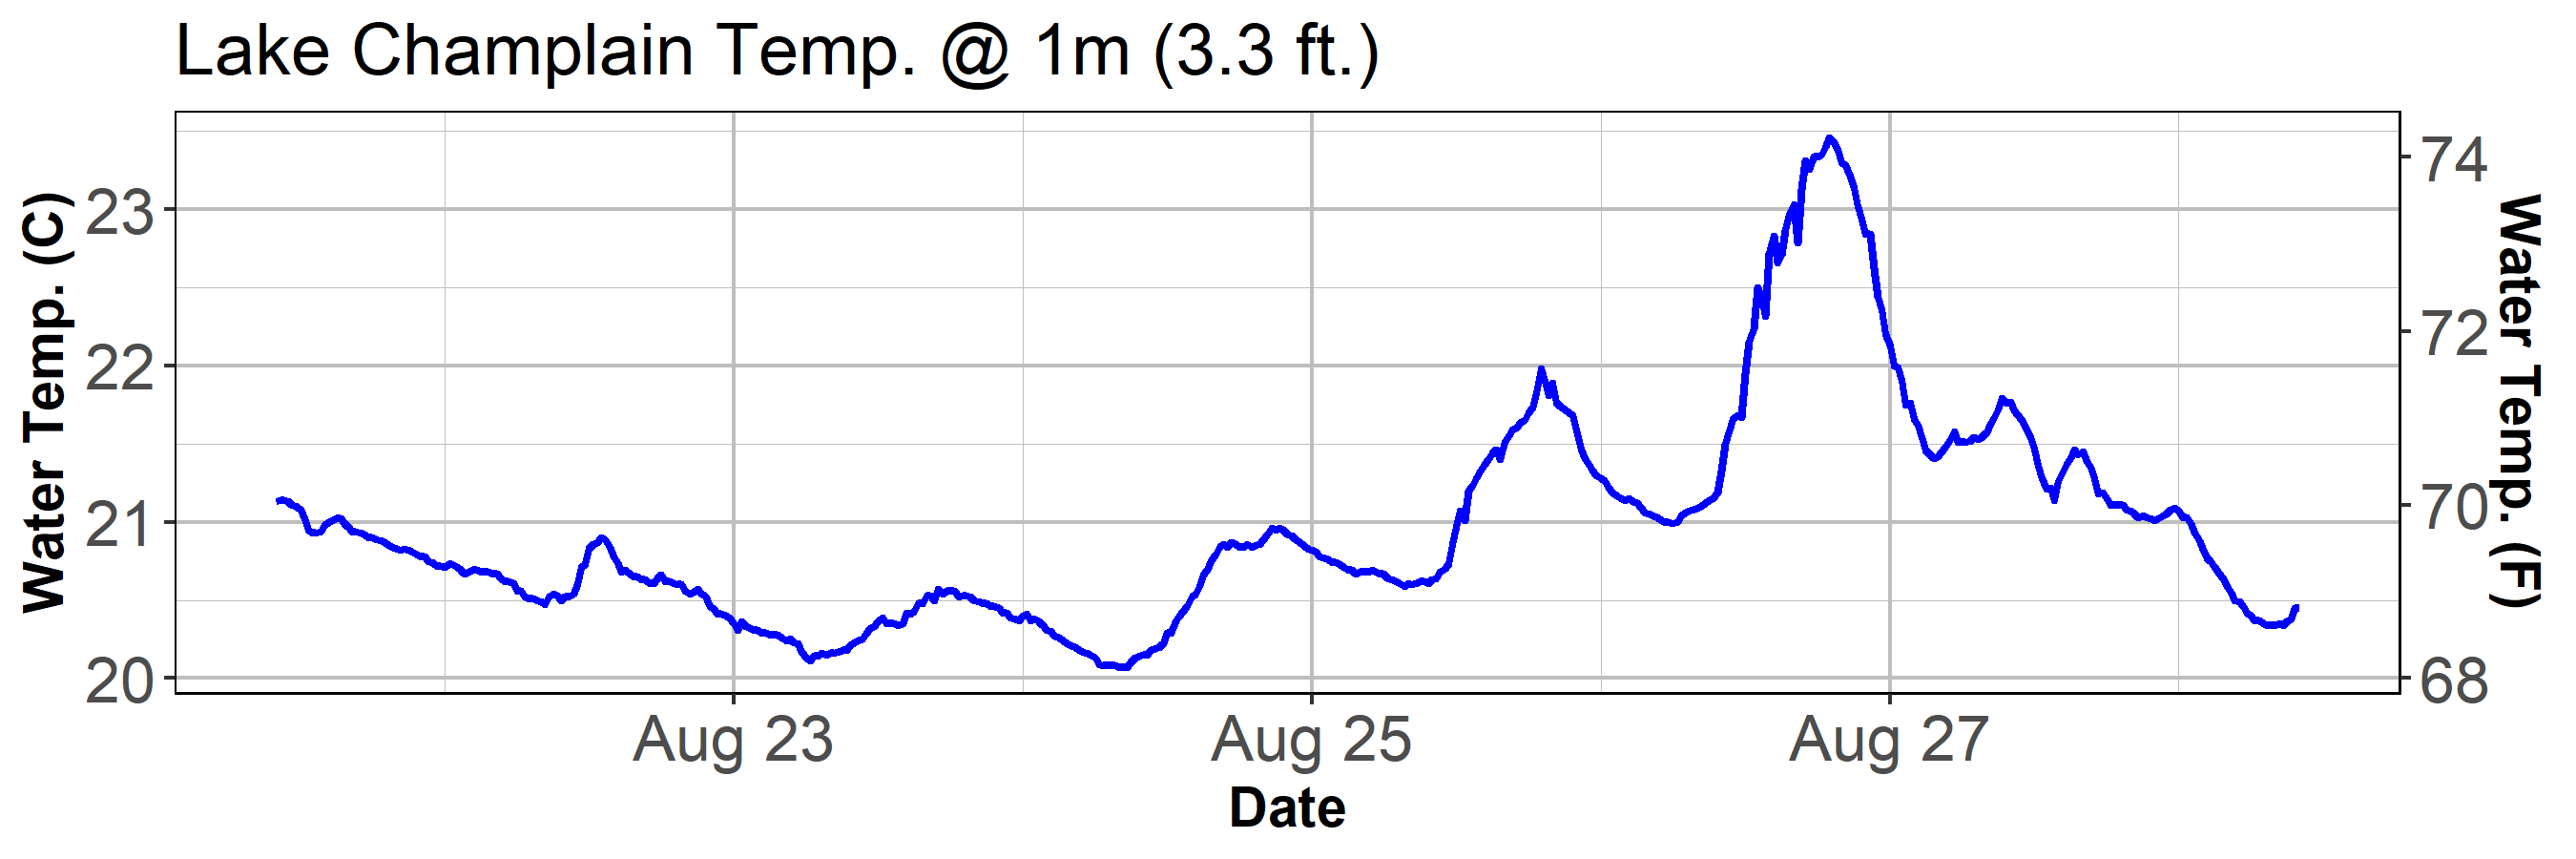 Lake Champlain Temp. @ 1m (3.3 ft.)
Water Temp. (C)
23
22
21
20
74
72
70
68
Water Temp. (F)
Aug 23
Aug 25
Aug 27
Date